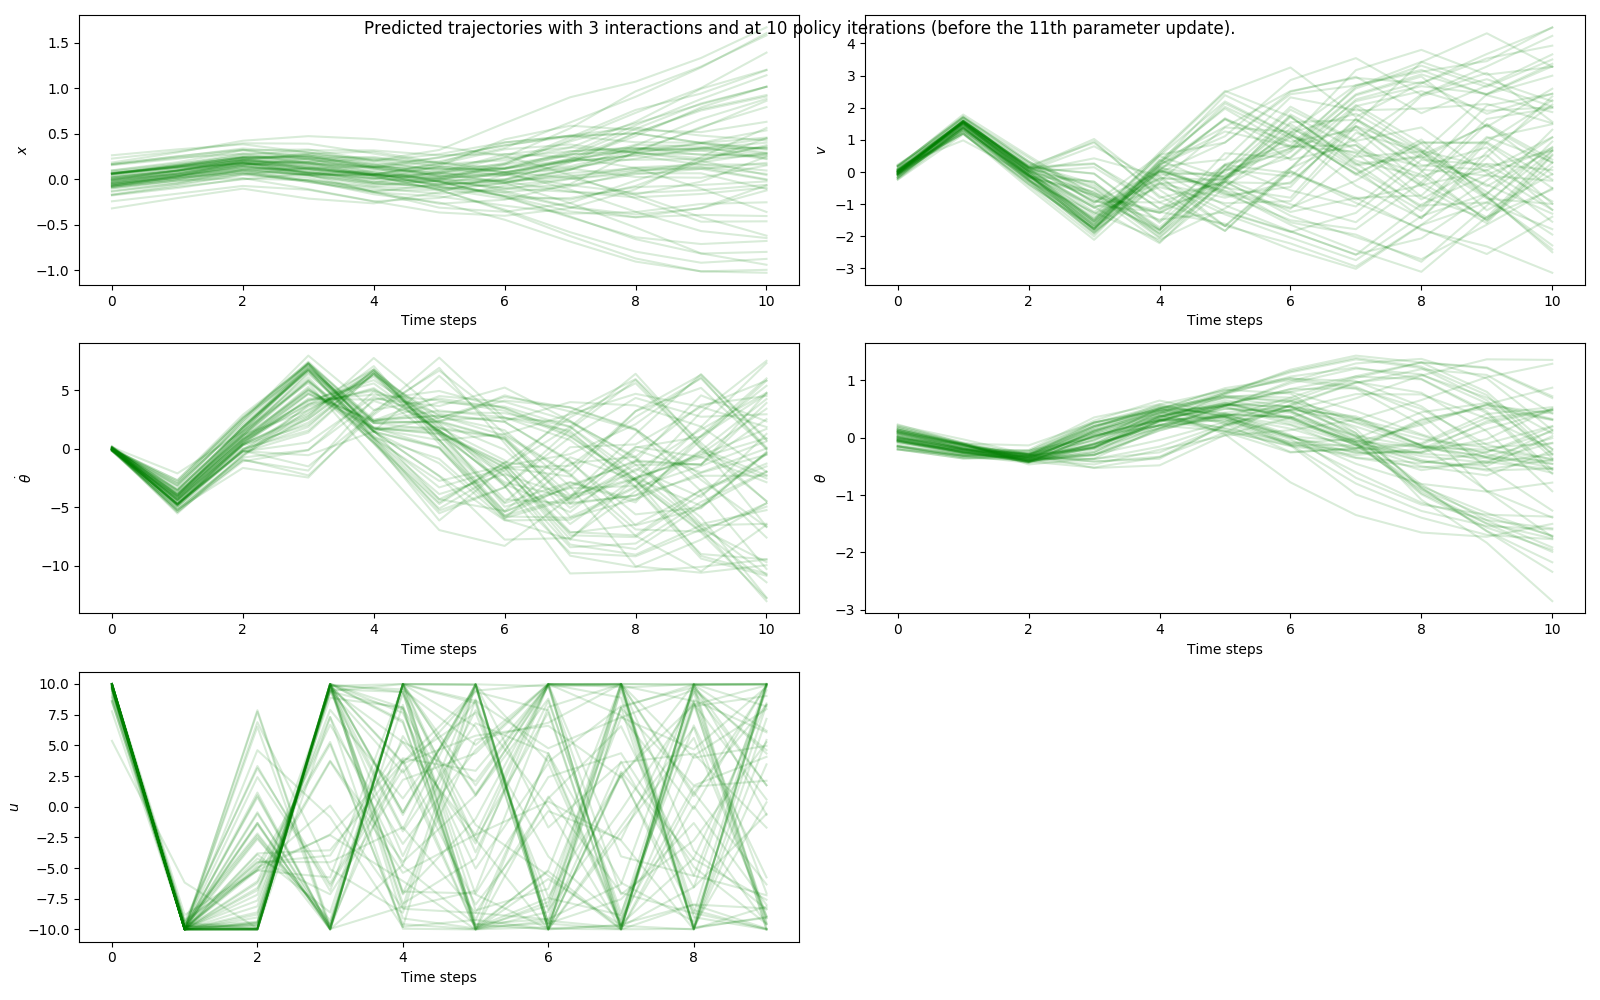 Predicted trajectories with 3 interactions and at 10 policy iterations (before the 11th parameter update).
x
1.5
1.0
0.5
0.0
−0.5
−1.0
0 2 4 6 8 10
Time steps
v
4
3
2
1
0
−1
−2
−3
0 2 4 6 8 10
Time steps
θ̇
5
0
−5
−10
0 2 4 6 8 10
Time steps
θ
1
0
−1
−2
−3
0 2 4 6 8 10
Time steps
u
10.0
7.5
5.0
2.5
0.0
−2.5
−5.0
−7.5
−10.0
0 2 4 6 8
Time steps